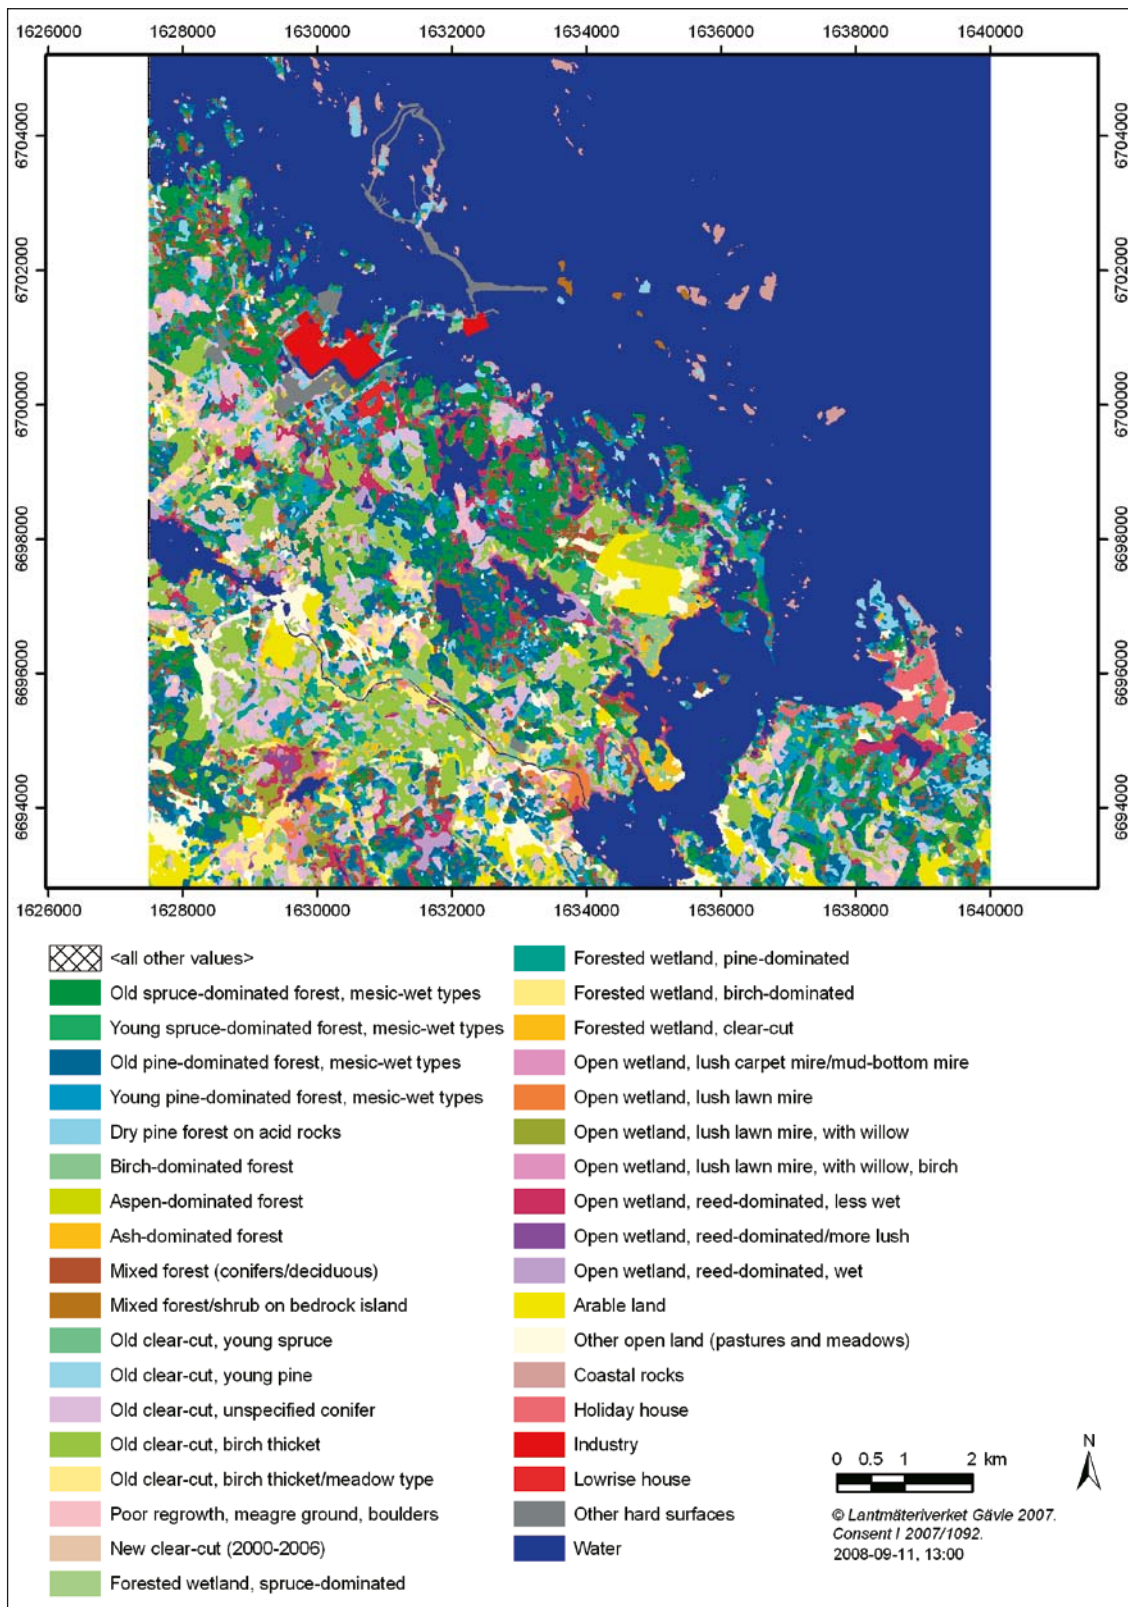 1626000 1628000 1630000 1632000 1634000 1636000 1638000 1640000
6704000 6704000
6702000 6702000
6700000 6700000
6698000 6698000
6696000 6696000
6694000 6694000
1626000 1628000 1630000 1632000 1634000 1636000 1638000 1640000
<all other values>
Old spruce-dominated forest, mesic-wet types
Young spruce-dominated forest, mesic-wet types
Old pine-dominated forest, mesic-wet types
Young pine-dominated forest, mesic-wet types
Dry pine forest on acid rocks
Birch-dominated forest
Aspen-dominated forest
Ash-dominated forest
Mixed forest (conifers/deciduous)
Mixed forest/shrub on bedrock island
Old clear-cut, young spruce
Old clear-cut, young pine
Old clear-cut, unspecified conifer
Old clear-cut, birch thicket
Old clear-cut, birch thicket/meadow type
Poor regrowth, meagre ground, boulders
New clear-cut (2000-2006)
Forested wetland, spruce-dominated
Forested wetland, pine-dominated
Forested wetland, birch-dominated
Forested wetland, clear-cut
Open wetland, lush carpet mire/mud-bottom mire
Open wetland, lush lawn mire
Open wetland, lush lawn mire, with willow
Open wetland, lush lawn mire, with willow, birch
Open wetland, reed-dominated, less wet
Open wetland, reed-dominated/more lush
Open wetland, reed-dominated, wet
Arable land
Other open land (pastures and meadows)
Coastal rocks
Holiday house
Industry
Lowrise house
Other hard surfaces
Water
N
0 0.5 1 2 km
© Lantmäteriverket Gävle 2007.
Consent I 2007/1092.
2008-09-11, 13:00